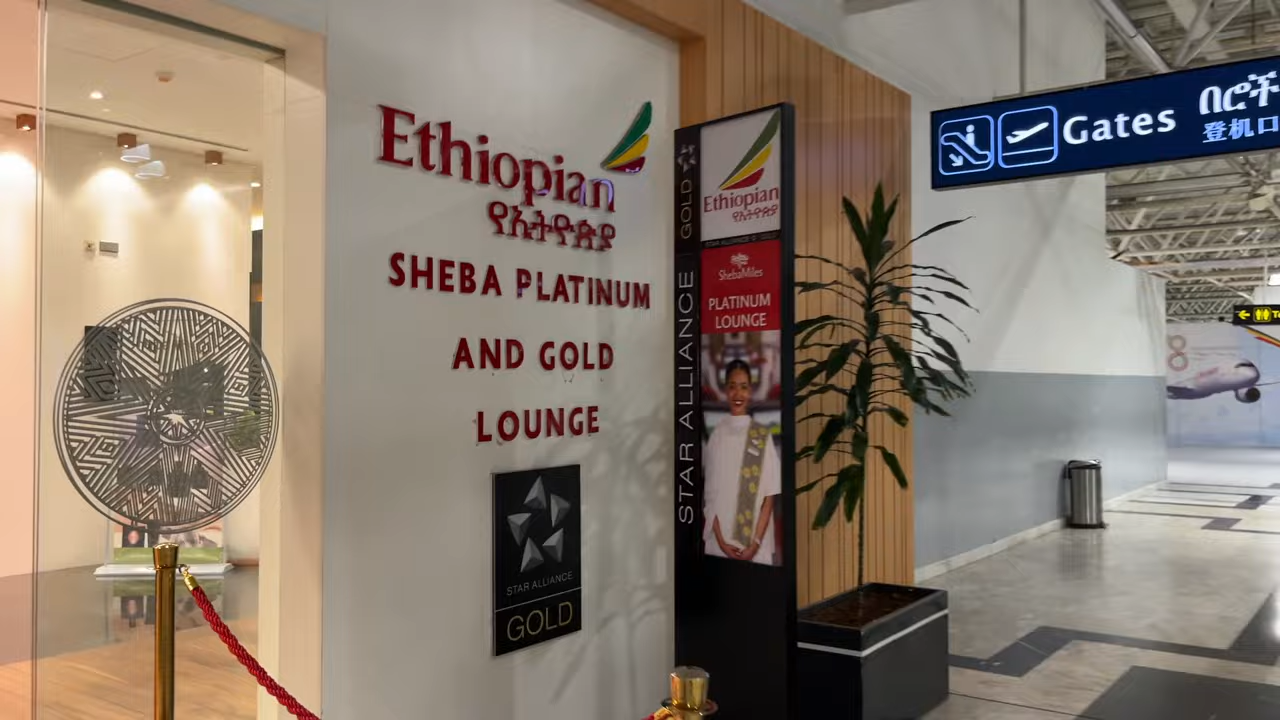 Ethiopian
የኢትዮጵያ
SHEBA PLATINUM
AND GOLD
LOUNGE
STAR ALLIANCE
GOLD
STAR ALLIANCE GOLD
Ethiopian
የኢትዮጵያ
ShebaMiles
PLATINUM
LOUNGE
Gates
በሮች
登机口